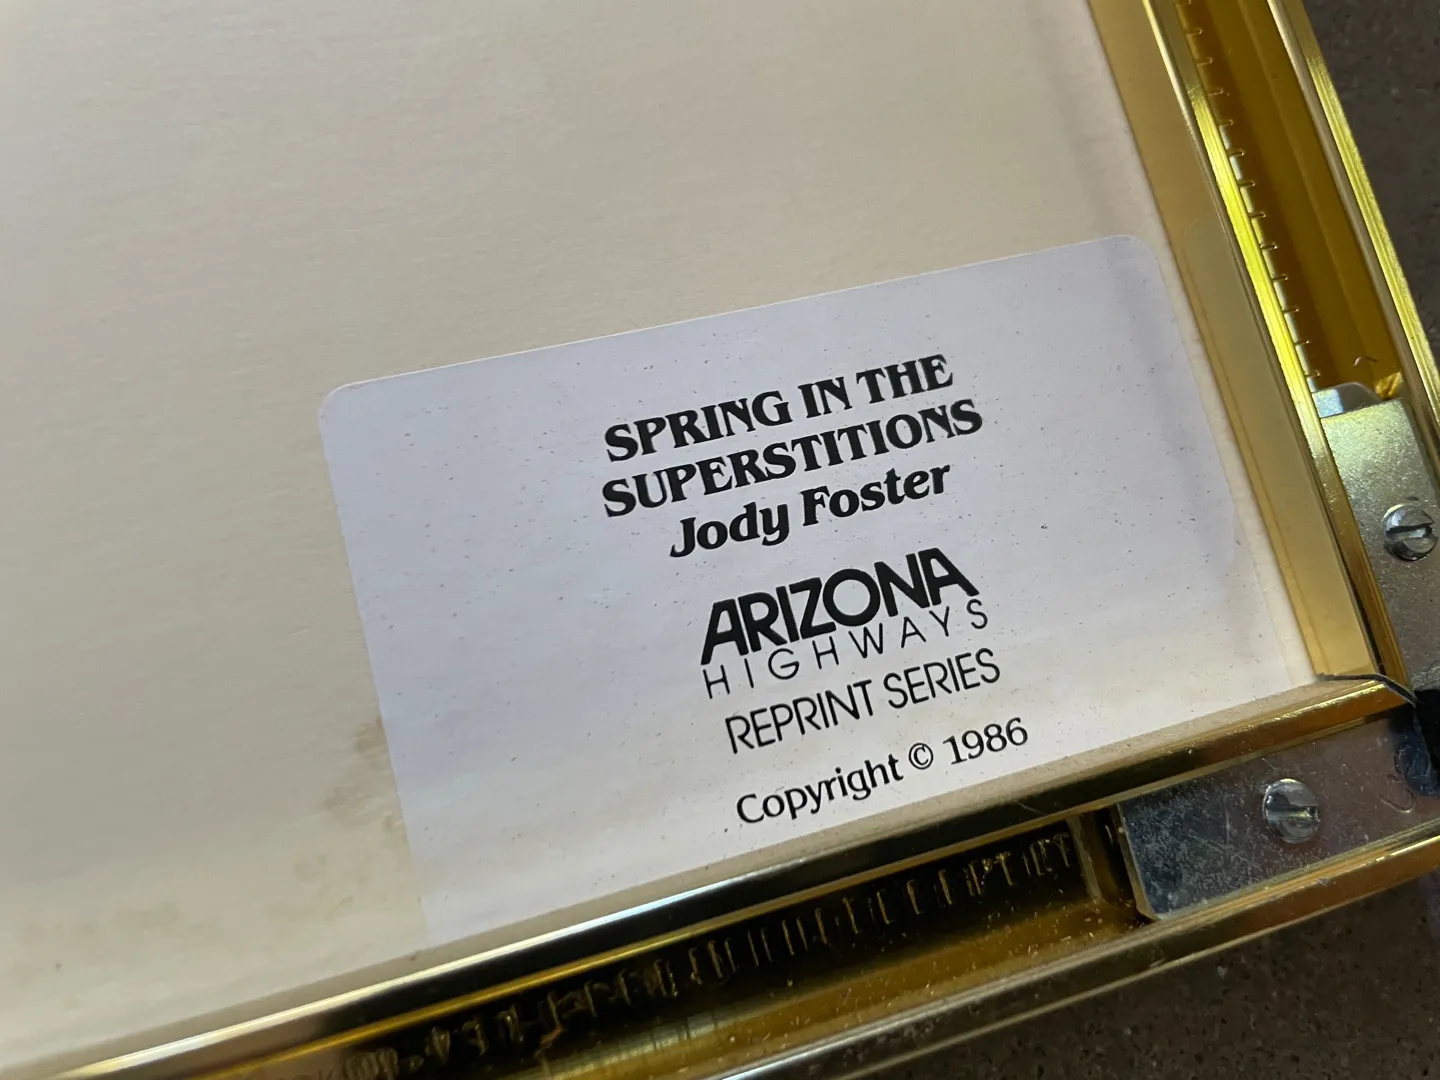 SPRING IN THE
SUPERSTITIONS
Jody Foster
ARIZONA
HIGHWAYS
REPRINT SERIES
Copyright © 1986